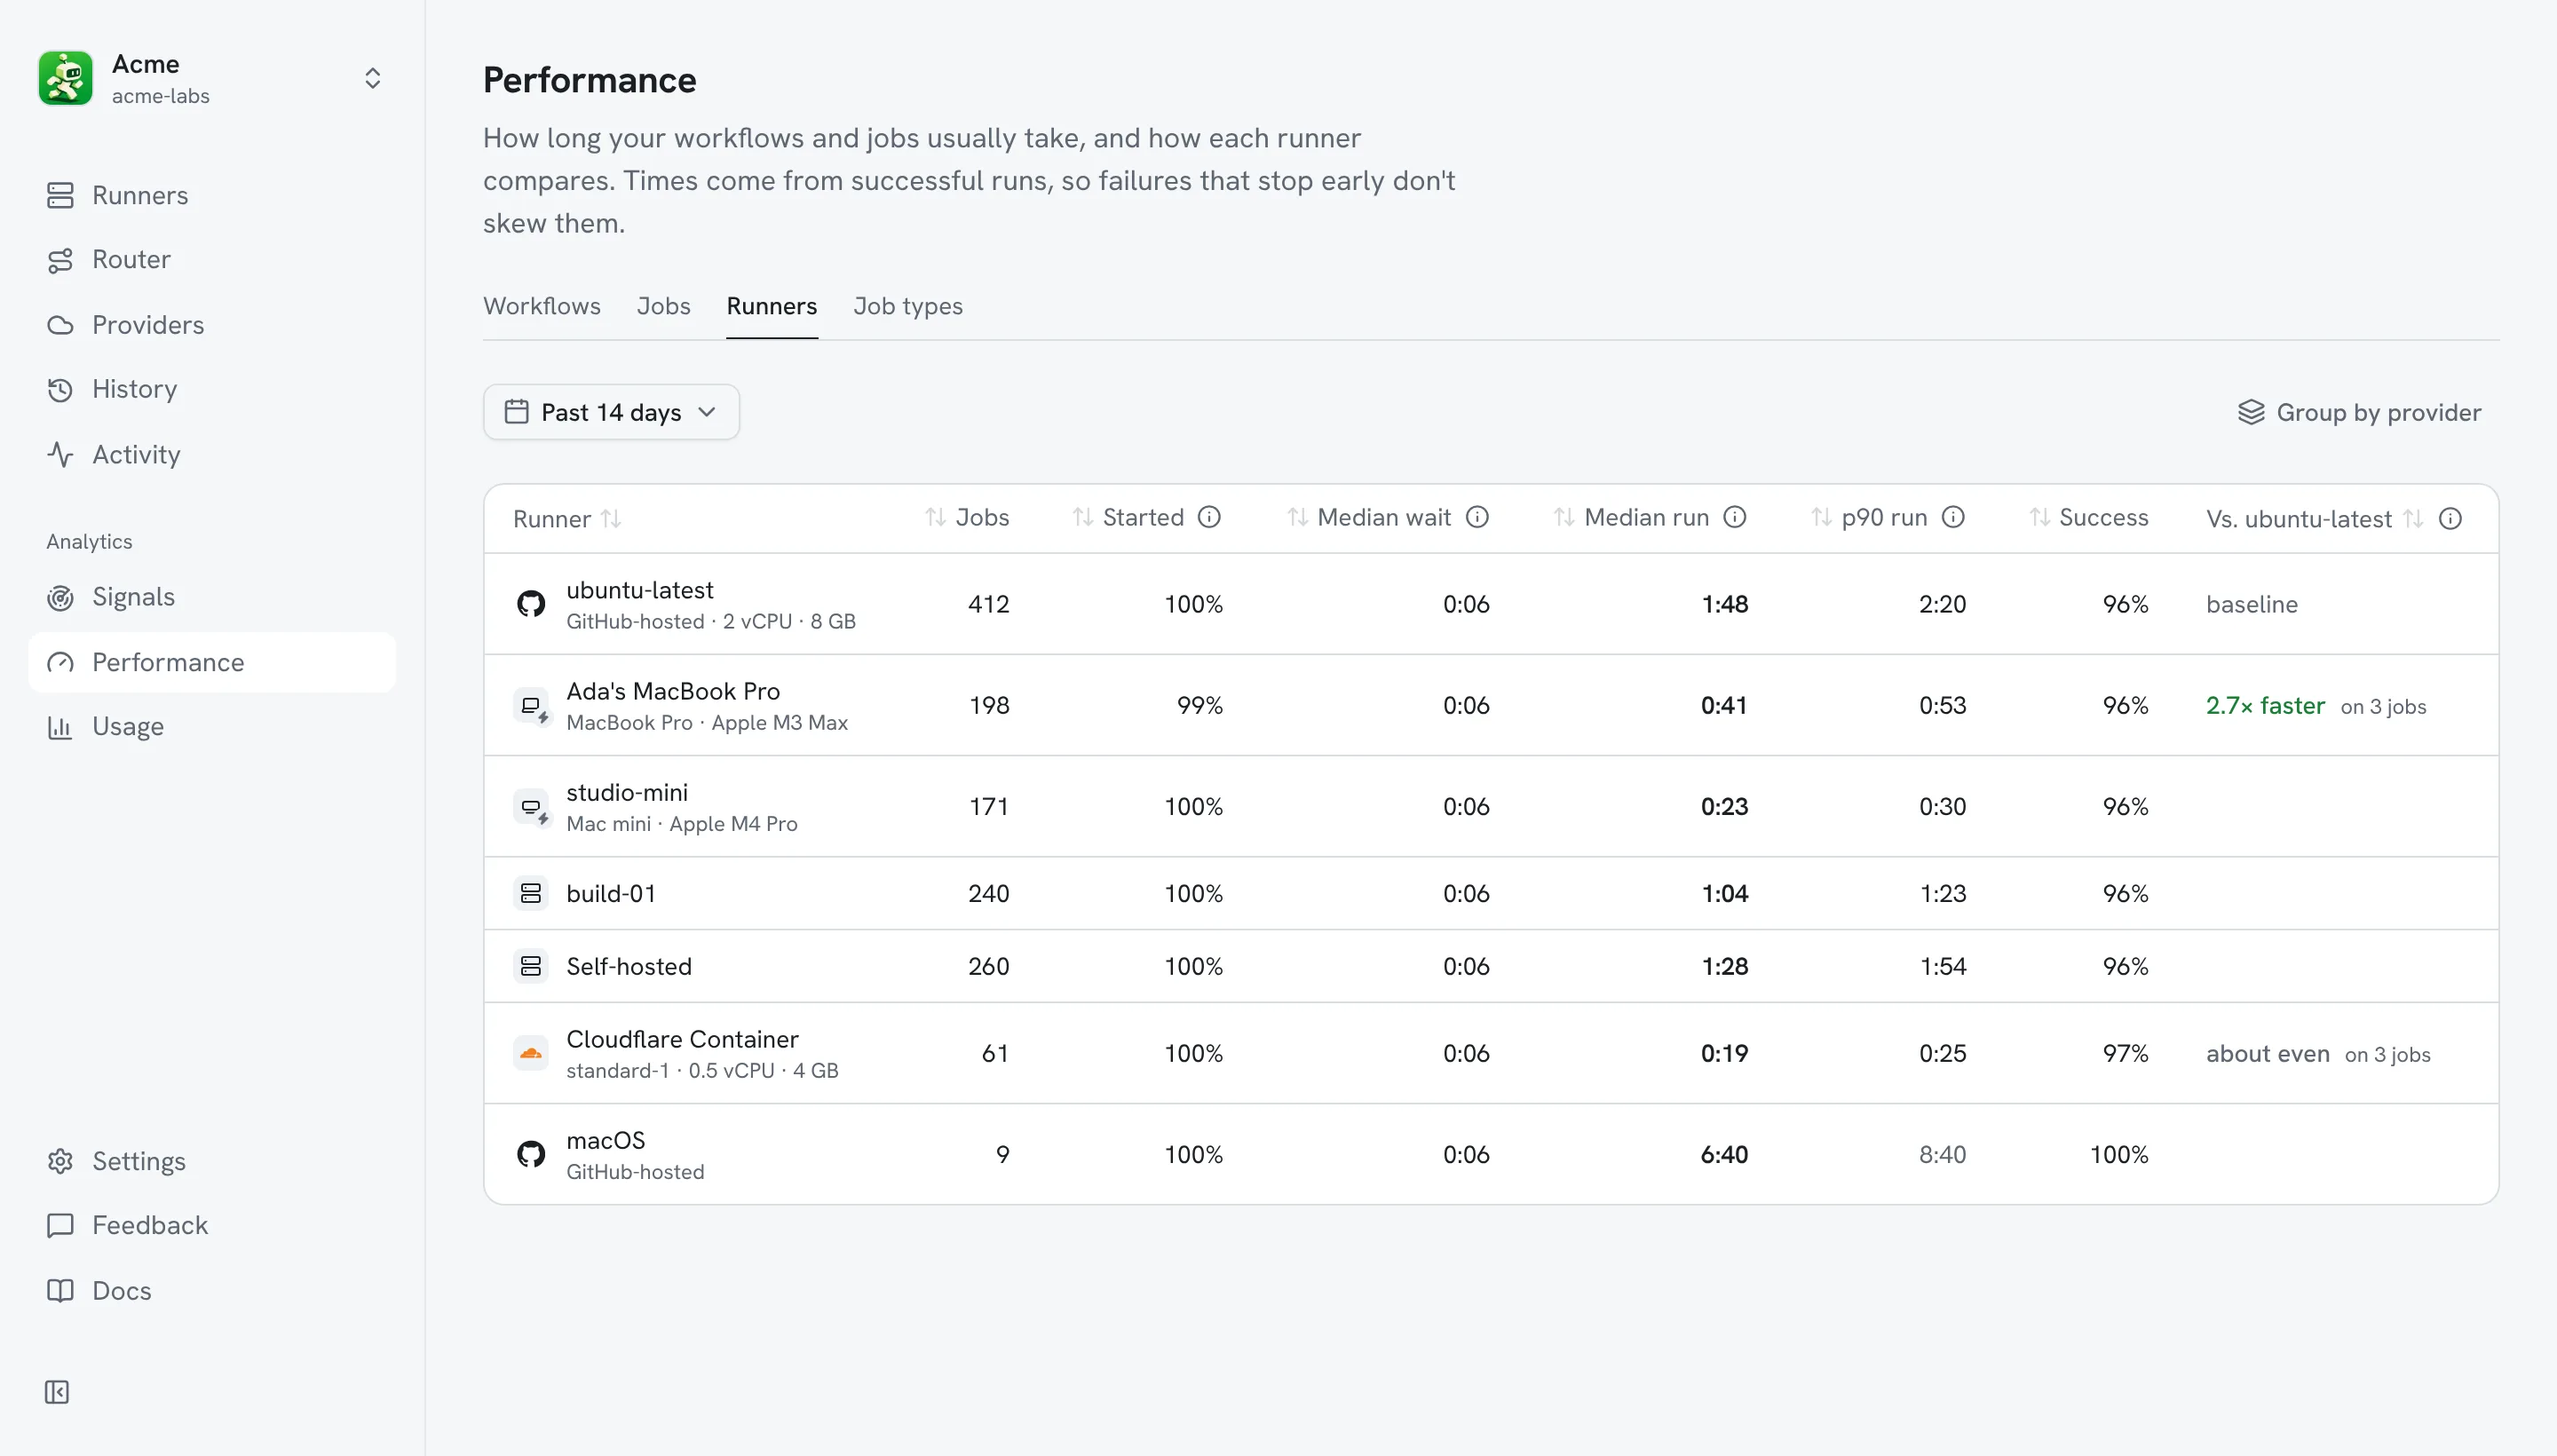 Acme
acme-labs
Runners
Router
Providers
History
Activity
Analytics
Signals
Performance
Usage
Settings
Feedback
Docs
Performance
How long your workflows and jobs usually take, and how each runner
compares. Times come from successful runs, so failures that stop early don't
skew them.
Workflows Jobs Runners Job types
Past 14 days Group by provider
Runner Jobs Started Median wait Median run p90 run Success Vs. ubuntu-latest
ubuntu-latest
GitHub-hosted · 2 vCPU · 8 GB
412 100% 0:06 1:48 2:20 96% baseline
Ada's MacBook Pro
MacBook Pro · Apple M3 Max
198 99% 0:06 0:41 0:53 96% 2.7× faster on 3 jobs
studio-mini
Mac mini · Apple M4 Pro
171 100% 0:06 0:23 0:30 96%
build-01 240 100% 0:06 1:04 1:23 96%
Self-hosted 260 100% 0:06 1:28 1:54 96%
Cloudflare Container
standard-1 · 0.5 vCPU · 4 GB
61 100% 0:06 0:19 0:25 97% about even on 3 jobs
macOS
GitHub-hosted
9 100% 0:06 6:40 8:40 100%